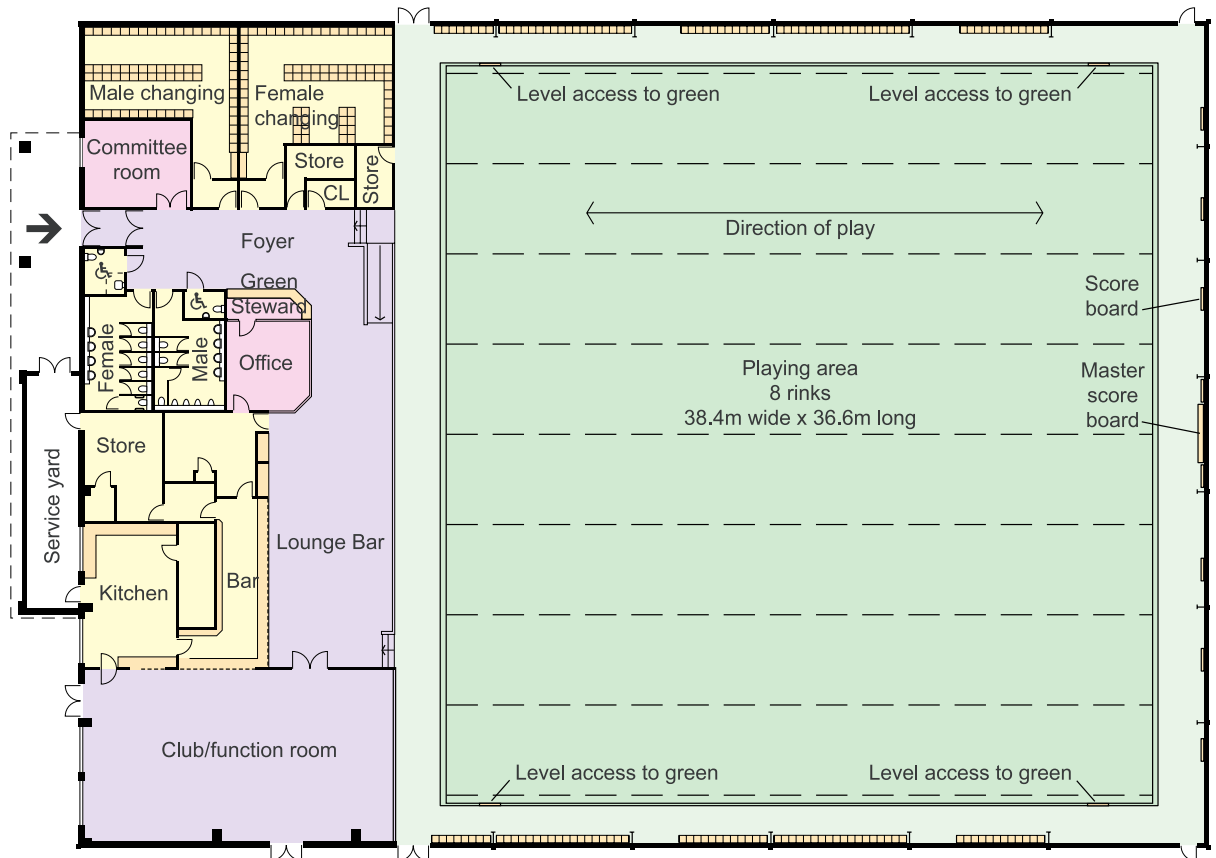 Male changing
Female
changing
Committee
room
Store
CL
Store
Foyer
Green
Steward
Office
Female
Male
Store
Service yard
Kitchen
Bar
Lounge Bar
Club/function room
Level access to green
Level access to green
Direction of play
Score
board
Playing area
8 rinks
38.4m wide x 36.6m long
Master
score
board
Level access to green
Level access to green